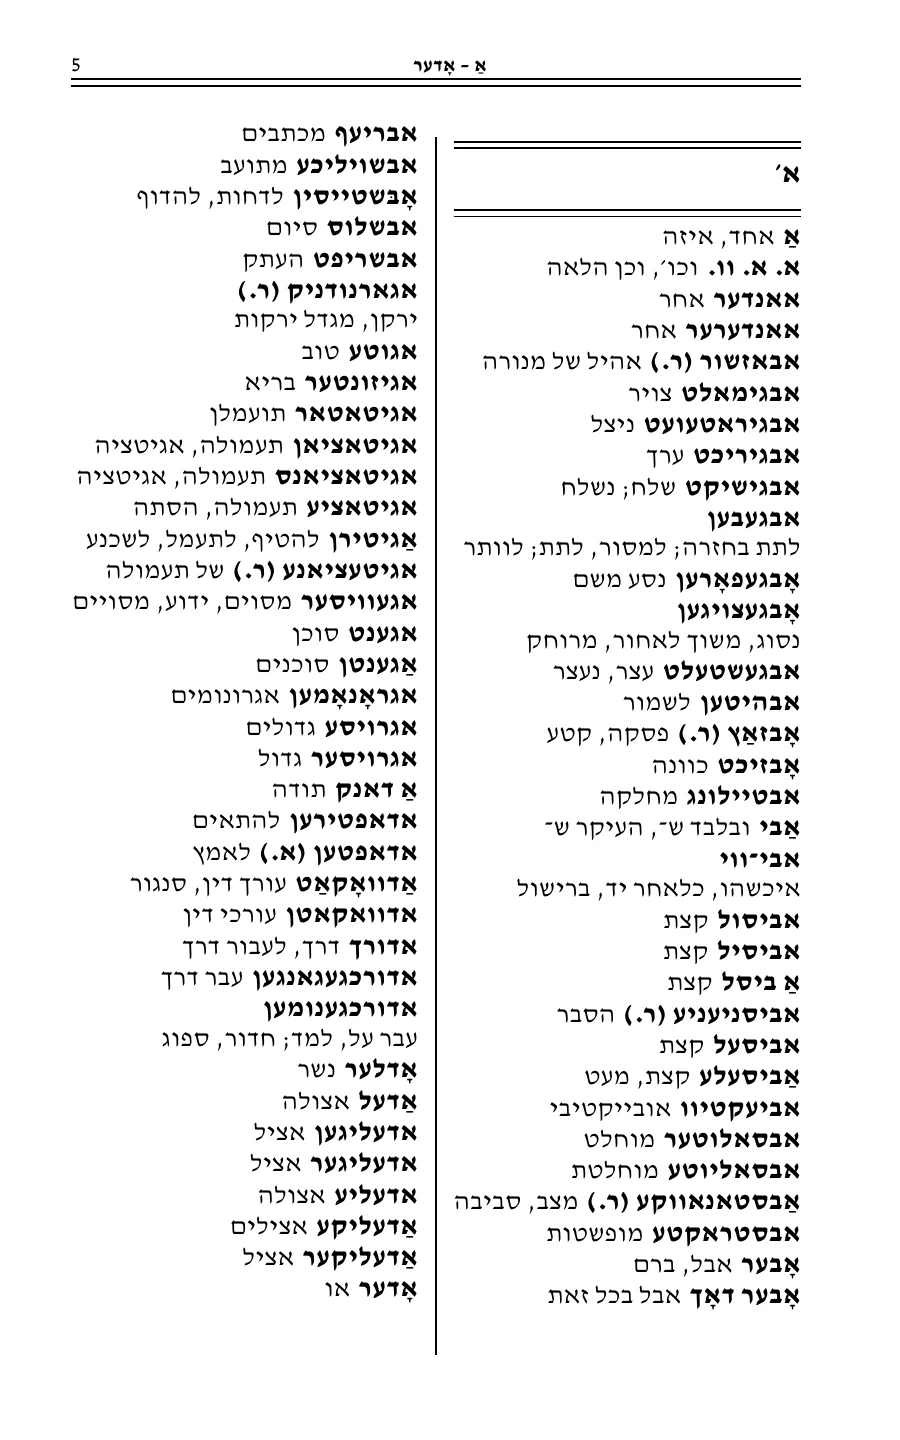 אַ - אָדער 5
א׳
אַ אחד, איזה
א. א. וו. וכו׳, וכן הלאה
אאנדער אחר
אאנדערער אחר
אבאזשור (ר.) אהיל של מנורה
אבגימאלט צויר
אבגיראטעועט ניצל
אבגיריכט ערך
אבגישיקט שלח; נשלח
אבגעבען
לתת בחזרה; למסור, לתת; לוותר
אָבגעפאָרען נסע משם
אָבגעצויגען
נסוג, משוך לאחור, מרוחק
אבגעשטעלט עצר, נעצר
אבהיטען לשמור
אָבזאַץ (ר.) פסקה, קטע
אָבזיכט כוונה
אבטיילונג מחלקה
אַבי ובלבד ש־, העיקר ש־
אבי־ווי
איכשהו, כלאחר יד, ברישול
אביסול קצת
אביסיל קצת
אַ ביסל קצת
אביסניעניע (ר.) הסבר
אביסעל קצת
אַביסעלע קצת, מעט
אביעקטיוו אובייקטיבי
אבסאלוטער מוחלט
אבסאליוטע מוחלטת
אַבסטאנאווקע (ר.) מצב, סביבה
אבסטראקטע מופשטות
אָבער אבל, ברם
אָבער דאָך אבל בכל זאת
אבריעף מכתבים
אבשויליכע מתועב
אָבשטייסין לדחות, להדוף
אבשלוס סיום
אבשריפט העתק
אגארנודניק (ר.)
ירקן, מגדל ירקות
אגוטע טוב
אגיזונטער בריא
אגיטאטאר תועמלן
אגיטאציאן תעמולה, אגיטציה
אגיטאציאנס תעמולה, אגיטציה
אגיטאציע תעמולה, הסתה
אַגיטירן להטיף, לתעמל, לשכנע
אגיטעציאנע (ר.) של תעמולה
אגעוויסער מסוים, ידוע, מסויים
אגענט סוכן
אַגענטן סוכנים
אגראָנאָמען אגרונומים
אגרויסע גדולים
אגרויסער גדול
אַ דאנק תודה
אדאפטירען להתאים
אדאפטען (א.) לאמץ
אַדוואָקאַט עורך דין, סנגור
אדוואקאטן עורכי דין
אדורך דרך, לעבור דרך
אדורכגעגאנגען עבר דרך
אדורכגענומען
עבר על, למד; חדור, ספוג
אָדלער נשר
אַדעל אצולה
אדעליגען אציל
אדעליגער אציל
אדעליע אצולה
אַדעליקע אצילים
אַדעליקער אציל
אָדער או